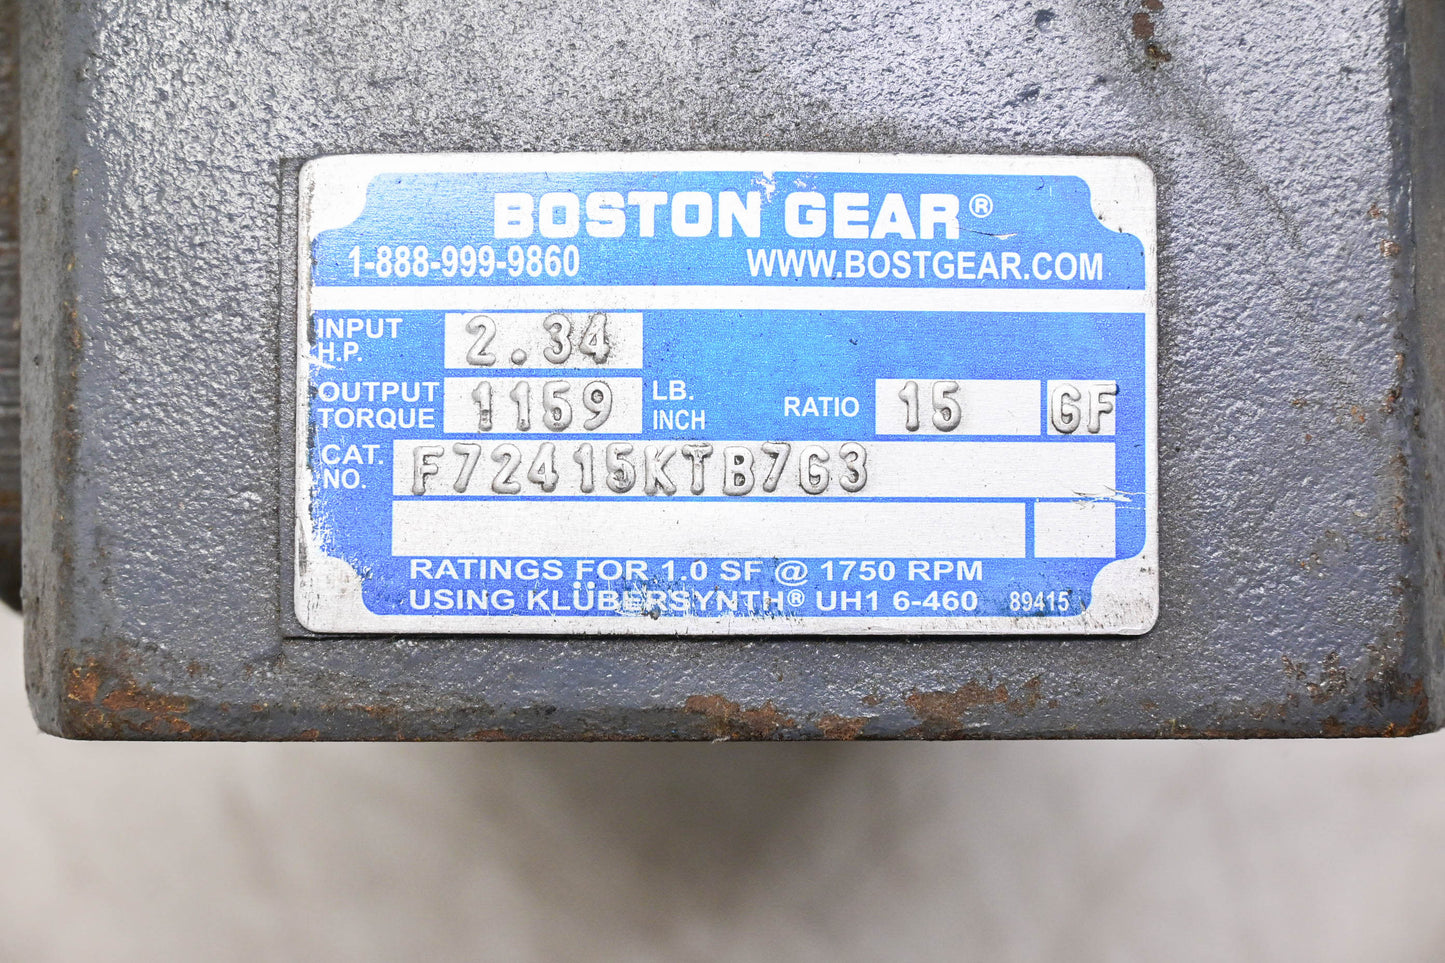 BOSTON GEAR®
1-888-999-9860 WWW.BOSTGEAR.COM
INPUT H.P. 2.34
OUTPUT TORQUE 1159 LB. INCH RATIO 15 GF
CAT. NO. F72415KTB7G3
RATINGS FOR 1.0 SF @ 1750 RPM
USING KLÜBERSYNTH® UH1 6-460 89415